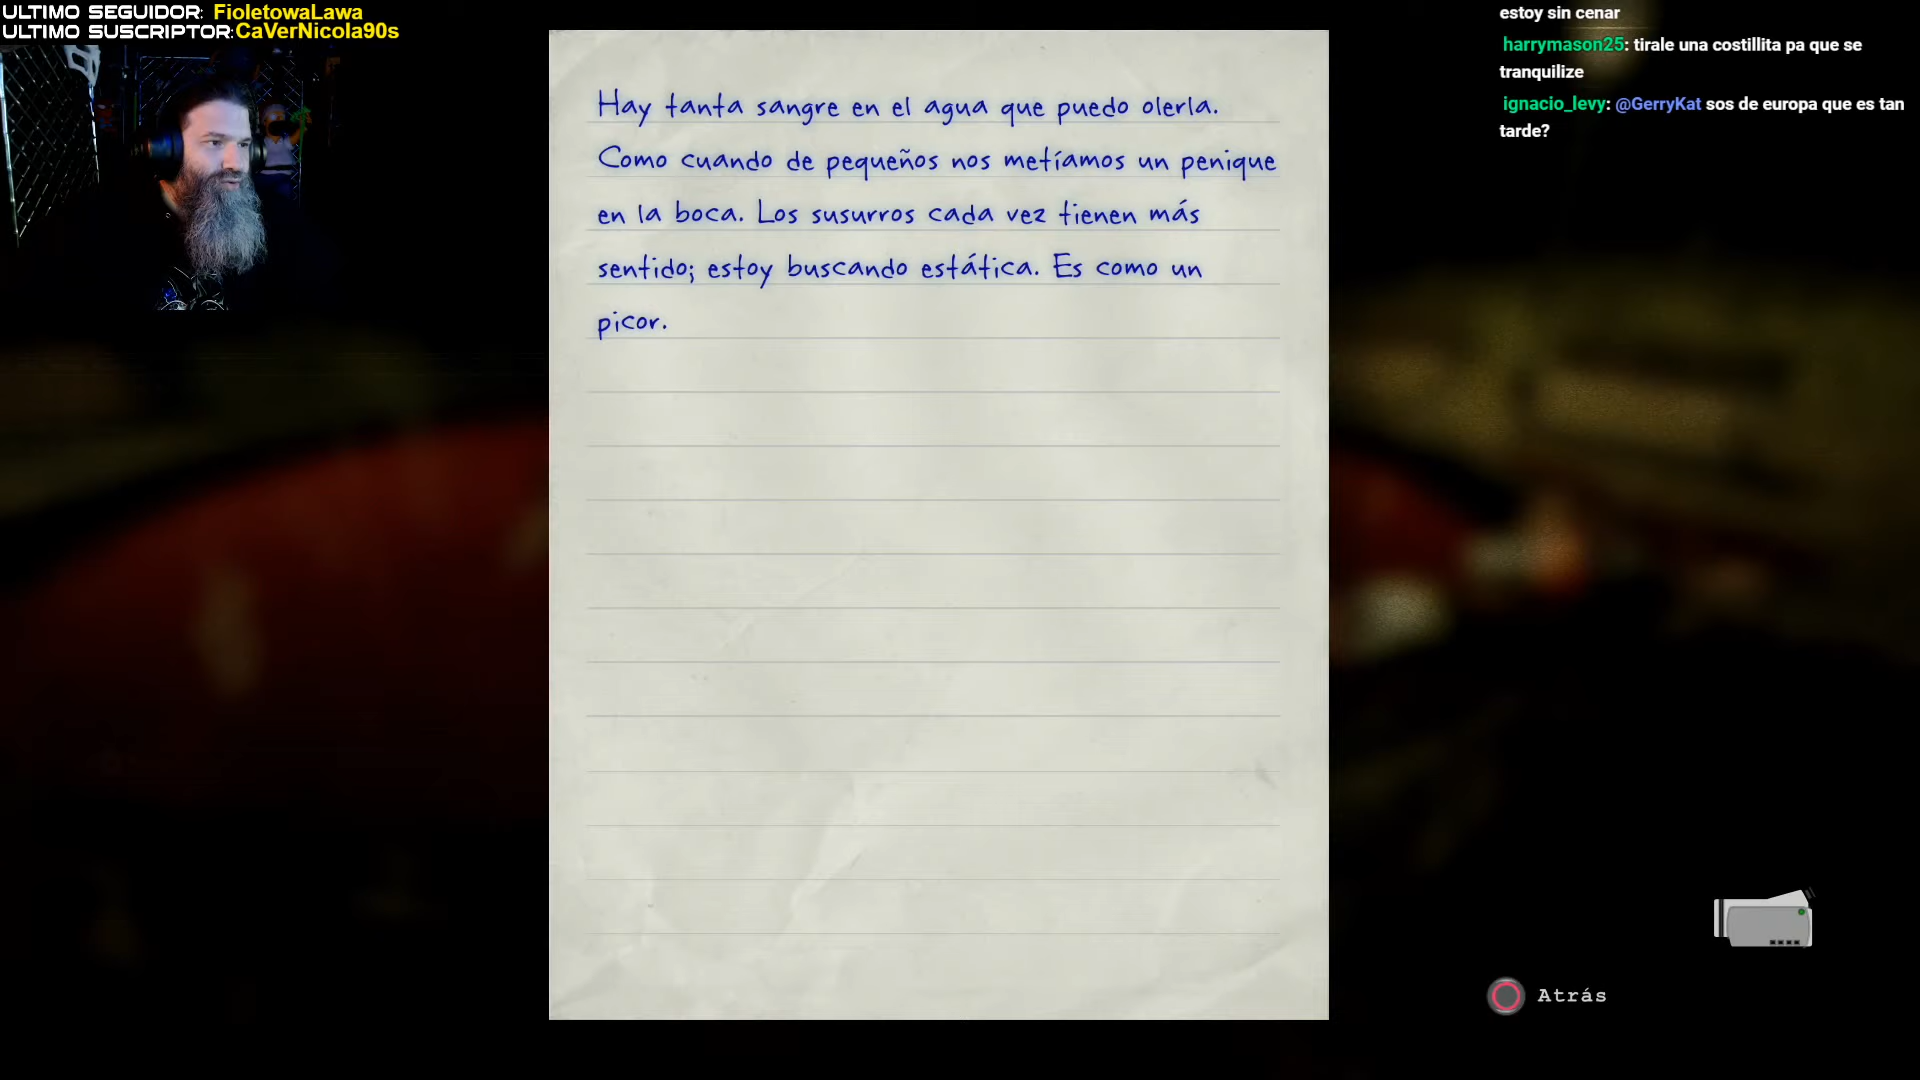 ULTIMO SEGUIDOR: FioletowaLawa
ULTIMO SUSCRIPTOR:CaVerNicola90s
Hay tanta sangre en el agua que puedo olerla.
Como cuando de pequeños nos metíamos un penique
en la boca. Los susurros cada vez tienen más
sentido; estoy buscando estática. Es como un
picor.
estoy sin cenar
harrymason25: tirale una costillita pa que se
tranquilize
ignacio_levy: @GerryKat sos de europa que es tan
tarde?
Atrás